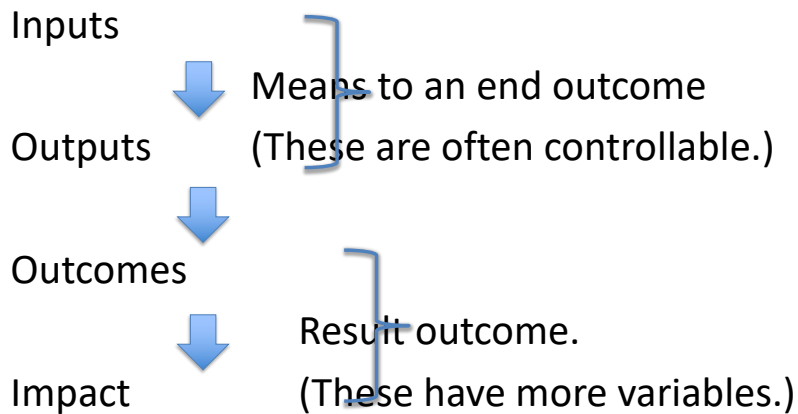 Inputs
Means to an end outcome
Outputs (These are often controllable.)
Outcomes
Result outcome.
Impact (These have more variables.)